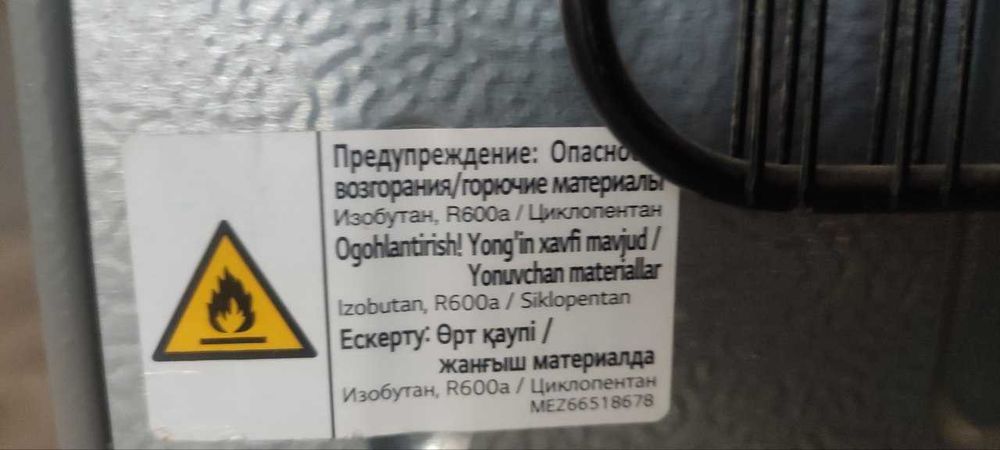 Предупреждение: Опасно
возгорания/горючие материалы
Изобутан, R600a / Циклопентан
Ogohlantirish! Yong'in xavfi mavjud /
Yonuvchan materiallar
Izobutan, R600a / Siklopentan
Ескерту: Өрт қаупі /
жанғыш материалда
Изобутан, R600a / Циклопентан
MEZ66518678